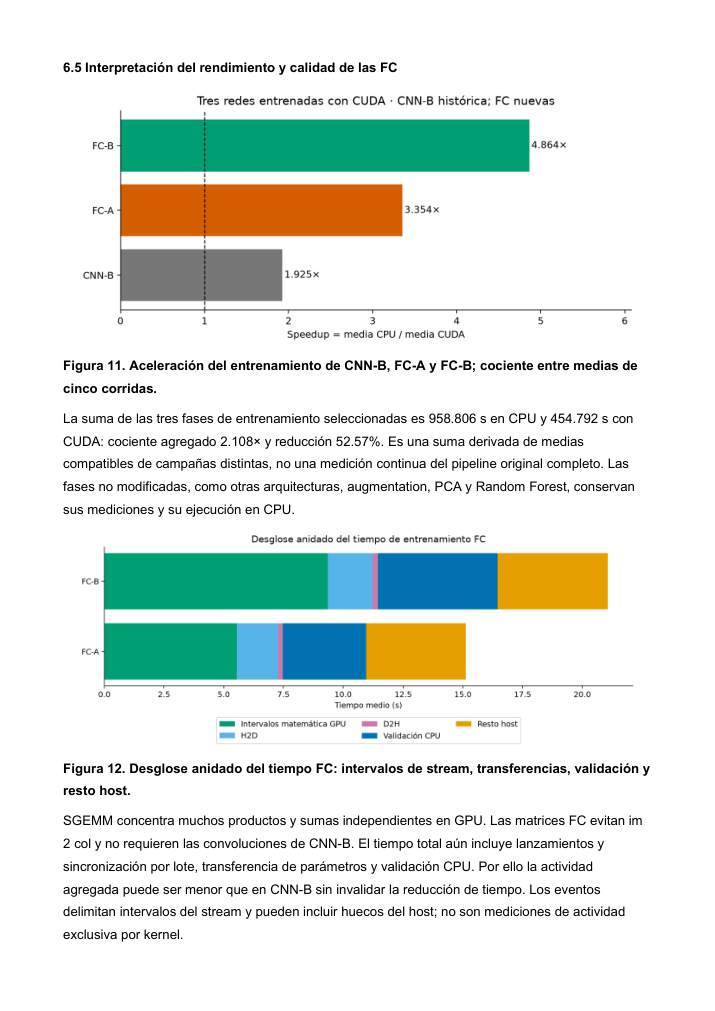 6.5 Interpretación del rendimiento y calidad de las FC
Tres redes entrenadas con CUDA · CNN-B histórica; FC nuevas
FC-B
4.864×
FC-A
3.354×
CNN-B
1.925×
0 1 2 3 4 5 6
Speedup = media CPU / media CUDA
Figura 11. Aceleración del entrenamiento de CNN-B, FC-A y FC-B; cociente entre medias de
cinco corridas.
La suma de las tres fases de entrenamiento seleccionadas es 958.806 s en CPU y 454.792 s con
CUDA: cociente agregado 2.108× y reducción 52.57%. Es una suma derivada de medias
compatibles de campañas distintas, no una medición continua del pipeline original completo. Las
fases no modificadas, como otras arquitecturas, augmentation, PCA y Random Forest, conservan
sus mediciones y su ejecución en CPU.
Desglose anidado del tiempo de entrenamiento FC
FC-B
FC-A
0.0 2.5 5.0 7.5 10.0 12.5 15.0 17.5 20.0
Tiempo medio (s)
Intervalos matemática GPU D2H Resto host
H2D Validación CPU
Figura 12. Desglose anidado del tiempo FC: intervalos de stream, transferencias, validación y
resto host.
SGEMM concentra muchos productos y sumas independientes en GPU. Las matrices FC evitan im
2 col y no requieren las convoluciones de CNN-B. El tiempo total aún incluye lanzamientos y
sincronización por lote, transferencia de parámetros y validación CPU. Por ello la actividad
agregada puede ser menor que en CNN-B sin invalidar la reducción de tiempo. Los eventos
delimitan intervalos del stream y pueden incluir huecos del host; no son mediciones de actividad
exclusiva por kernel.